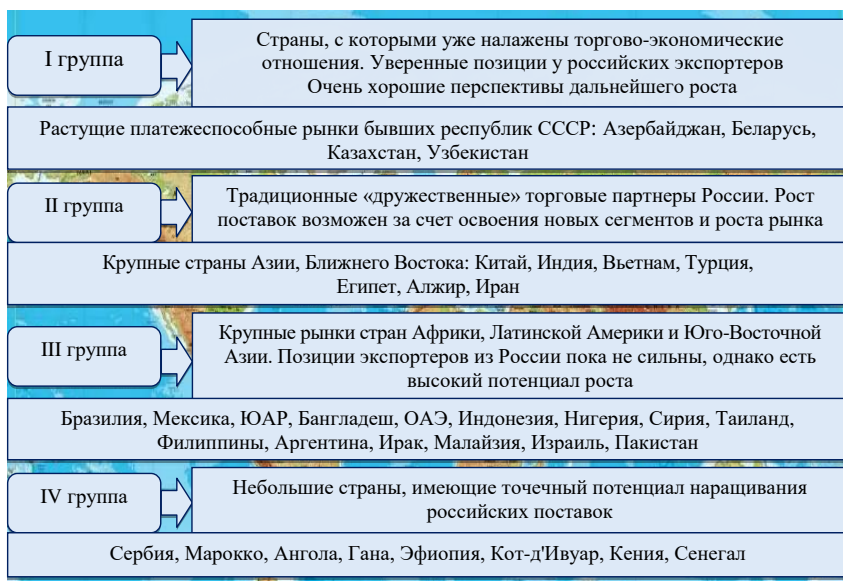 I группа
Страны, с которыми уже налажены торгово-экономические
отношения. Уверенные позиции у российских экспортеров
Очень хорошие перспективы дальнейшего роста
Растущие платежеспособные рынки бывших республик СССР: Азербайджан, Беларусь,
Казахстан, Узбекистан
II группа
Традиционные «дружественные» торговые партнеры России. Рост
поставок возможен за счет освоения новых сегментов и роста рынка
Крупные страны Азии, Ближнего Востока: Китай, Индия, Вьетнам, Турция,
Египет, Алжир, Иран
III группа
Крупные рынки стран Африки, Латинской Америки и Юго-Восточной
Азии. Позиции экспортеров из России пока не сильны, однако есть
высокий потенциал роста
Бразилия, Мексика, ЮАР, Бангладеш, ОАЭ, Индонезия, Нигерия, Сирия, Таиланд,
Филиппины, Аргентина, Ирак, Малайзия, Израиль, Пакистан
IV группа
Небольшие страны, имеющие точечный потенциал наращивания
российских поставок
Сербия, Марокко, Ангола, Гана, Эфиопия, Кот-д'Ивуар, Кения, Сенегал